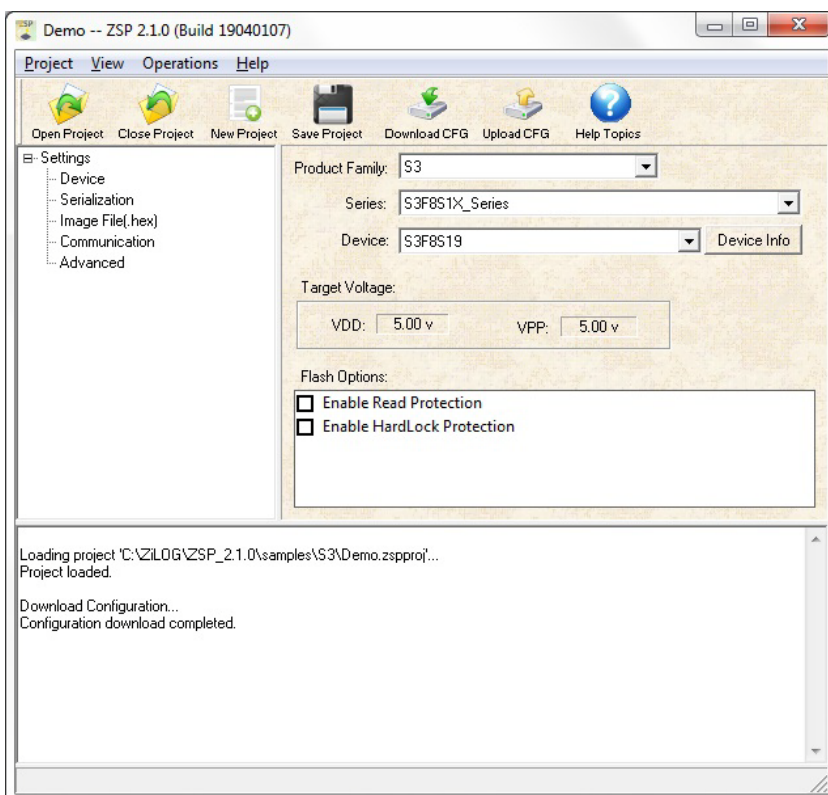 ZSP
Demo -- ZSP 2.1.0 (Build 19040107)
Project View Operations Help
Open Project Close Project New Project Save Project Download CFG Upload CFG Help Topics
Settings
Device
Serialization
Image File(.hex)
Communication
Advanced
Product Family: S3
Series: S3F8S1X_Series
Device: S3F8S19 Device Info
Target Voltage:
VDD: 5.00 v VPP: 5.00 v
Flash Options:
Enable Read Protection
Enable HardLock Protection
Loading project 'C:\ZiLOG\ZSP_2.1.0\samples\S3\Demo.zspproj'...
Project loaded.
Download Configuration...
Configuration download completed.